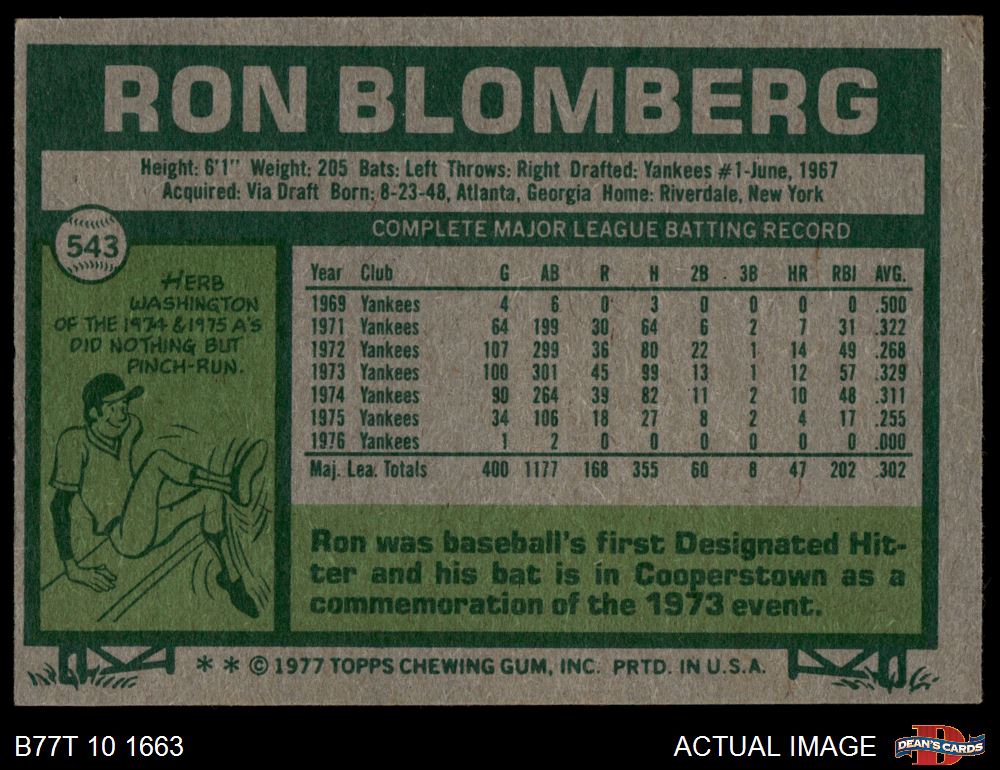 RON BLOMBERG
Height: 6'1" Weight: 205 Bats: Left Throws: Right Drafted: Yankees #1-June, 1967
Acquired: Via Draft Born: 8-23-48, Atlanta, Georgia Home: Riverdale, New York
543
COMPLETE MAJOR LEAGUE BATTING RECORD
HERB
WASHINGTON
OF THE 1974 & 1975 A'S
DID NOTHING BUT
PINCH-RUN.
Year Club G AB R H 2B 3B HR RBI AVG.
1969 Yankees 4 6 0 3 0 0 0 0 .500
1971 Yankees 64 199 30 64 6 2 7 31 .322
1972 Yankees 107 299 36 80 22 1 14 49 .268
1973 Yankees 100 301 45 99 13 1 12 57 .329
1974 Yankees 90 264 39 82 11 2 10 48 .311
1975 Yankees 34 106 18 27 8 2 4 17 .255
1976 Yankees 1 2 0 0 0 0 0 0 .000
Maj. Lea. Totals 400 1177 168 355 60 8 47 202 .302
Ron was baseball's first Designated Hit-
ter and his bat is in Cooperstown as a
commemoration of the 1973 event.
* * © 1977 TOPPS CHEWING GUM, INC. PRTD. IN U.S.A.
B77T 10 1663
ACTUAL IMAGE
DEAN'S CARDS